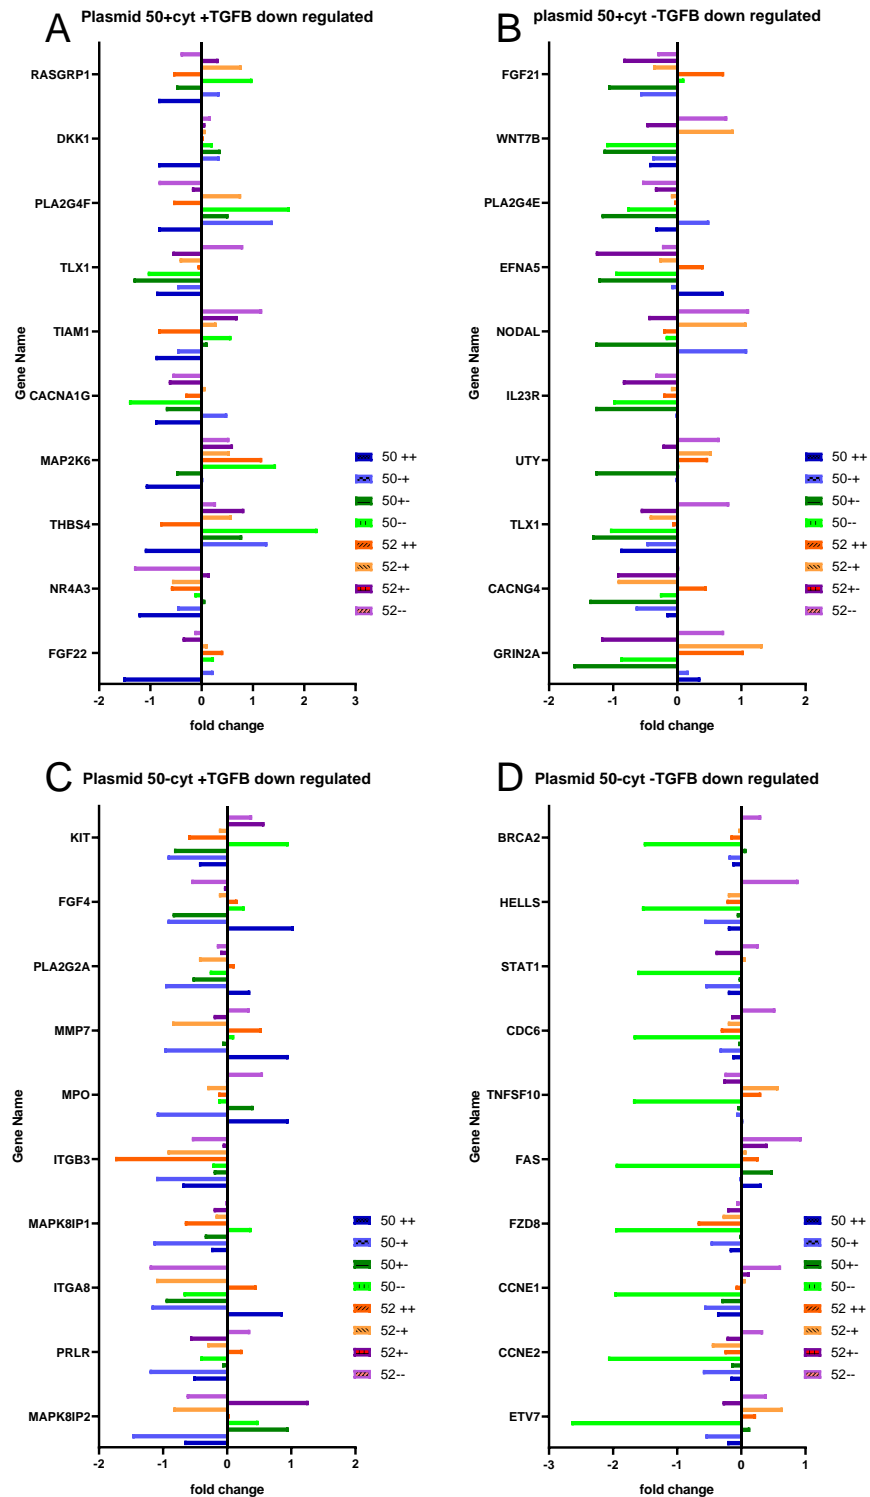 A
Plasmid 50+cyt +TGFB down regulated
Gene Name
RASGRP1
DKK1
PLA2G4F
TLX1
TIAM1
CACNA1G
MAP2K6
THBS4
NR4A3
FGF22
50 ++
50-+
50+-
50--
52 ++
52-+
52+-
52--
-2 -1 0 1 2 3
fold change
B
plasmid 50+cyt -TGFB down regulated
Gene Name
FGF21
WNT7B
PLA2G4E
EFNA5
NODAL
IL23R
UTY
TLX1
CACNG4
GRIN2A
50 ++
50-+
50+-
50--
52 ++
52-+
52+-
52--
-2 -1 0 1 2
fold change
C
Plasmid 50-cyt +TGFB down regulated
Gene Name
KIT
FGF4
PLA2G2A
MMP7
MPO
ITGB3
MAPK8IP1
ITGA8
PRLR
MAPK8IP2
50 ++
50-+
50+-
50--
52 ++
52-+
52+-
52--
-2 -1 0 1 2
fold change
D
Plasmid 50-cyt -TGFB down regulated
Gene Name
BRCA2
HELLS
STAT1
CDC6
TNFSF10
FAS
FZD8
CCNE1
CCNE2
ETV7
50 ++
50-+
50+-
50--
52 ++
52-+
52+-
52--
-3 -2 -1 0 1
fold change